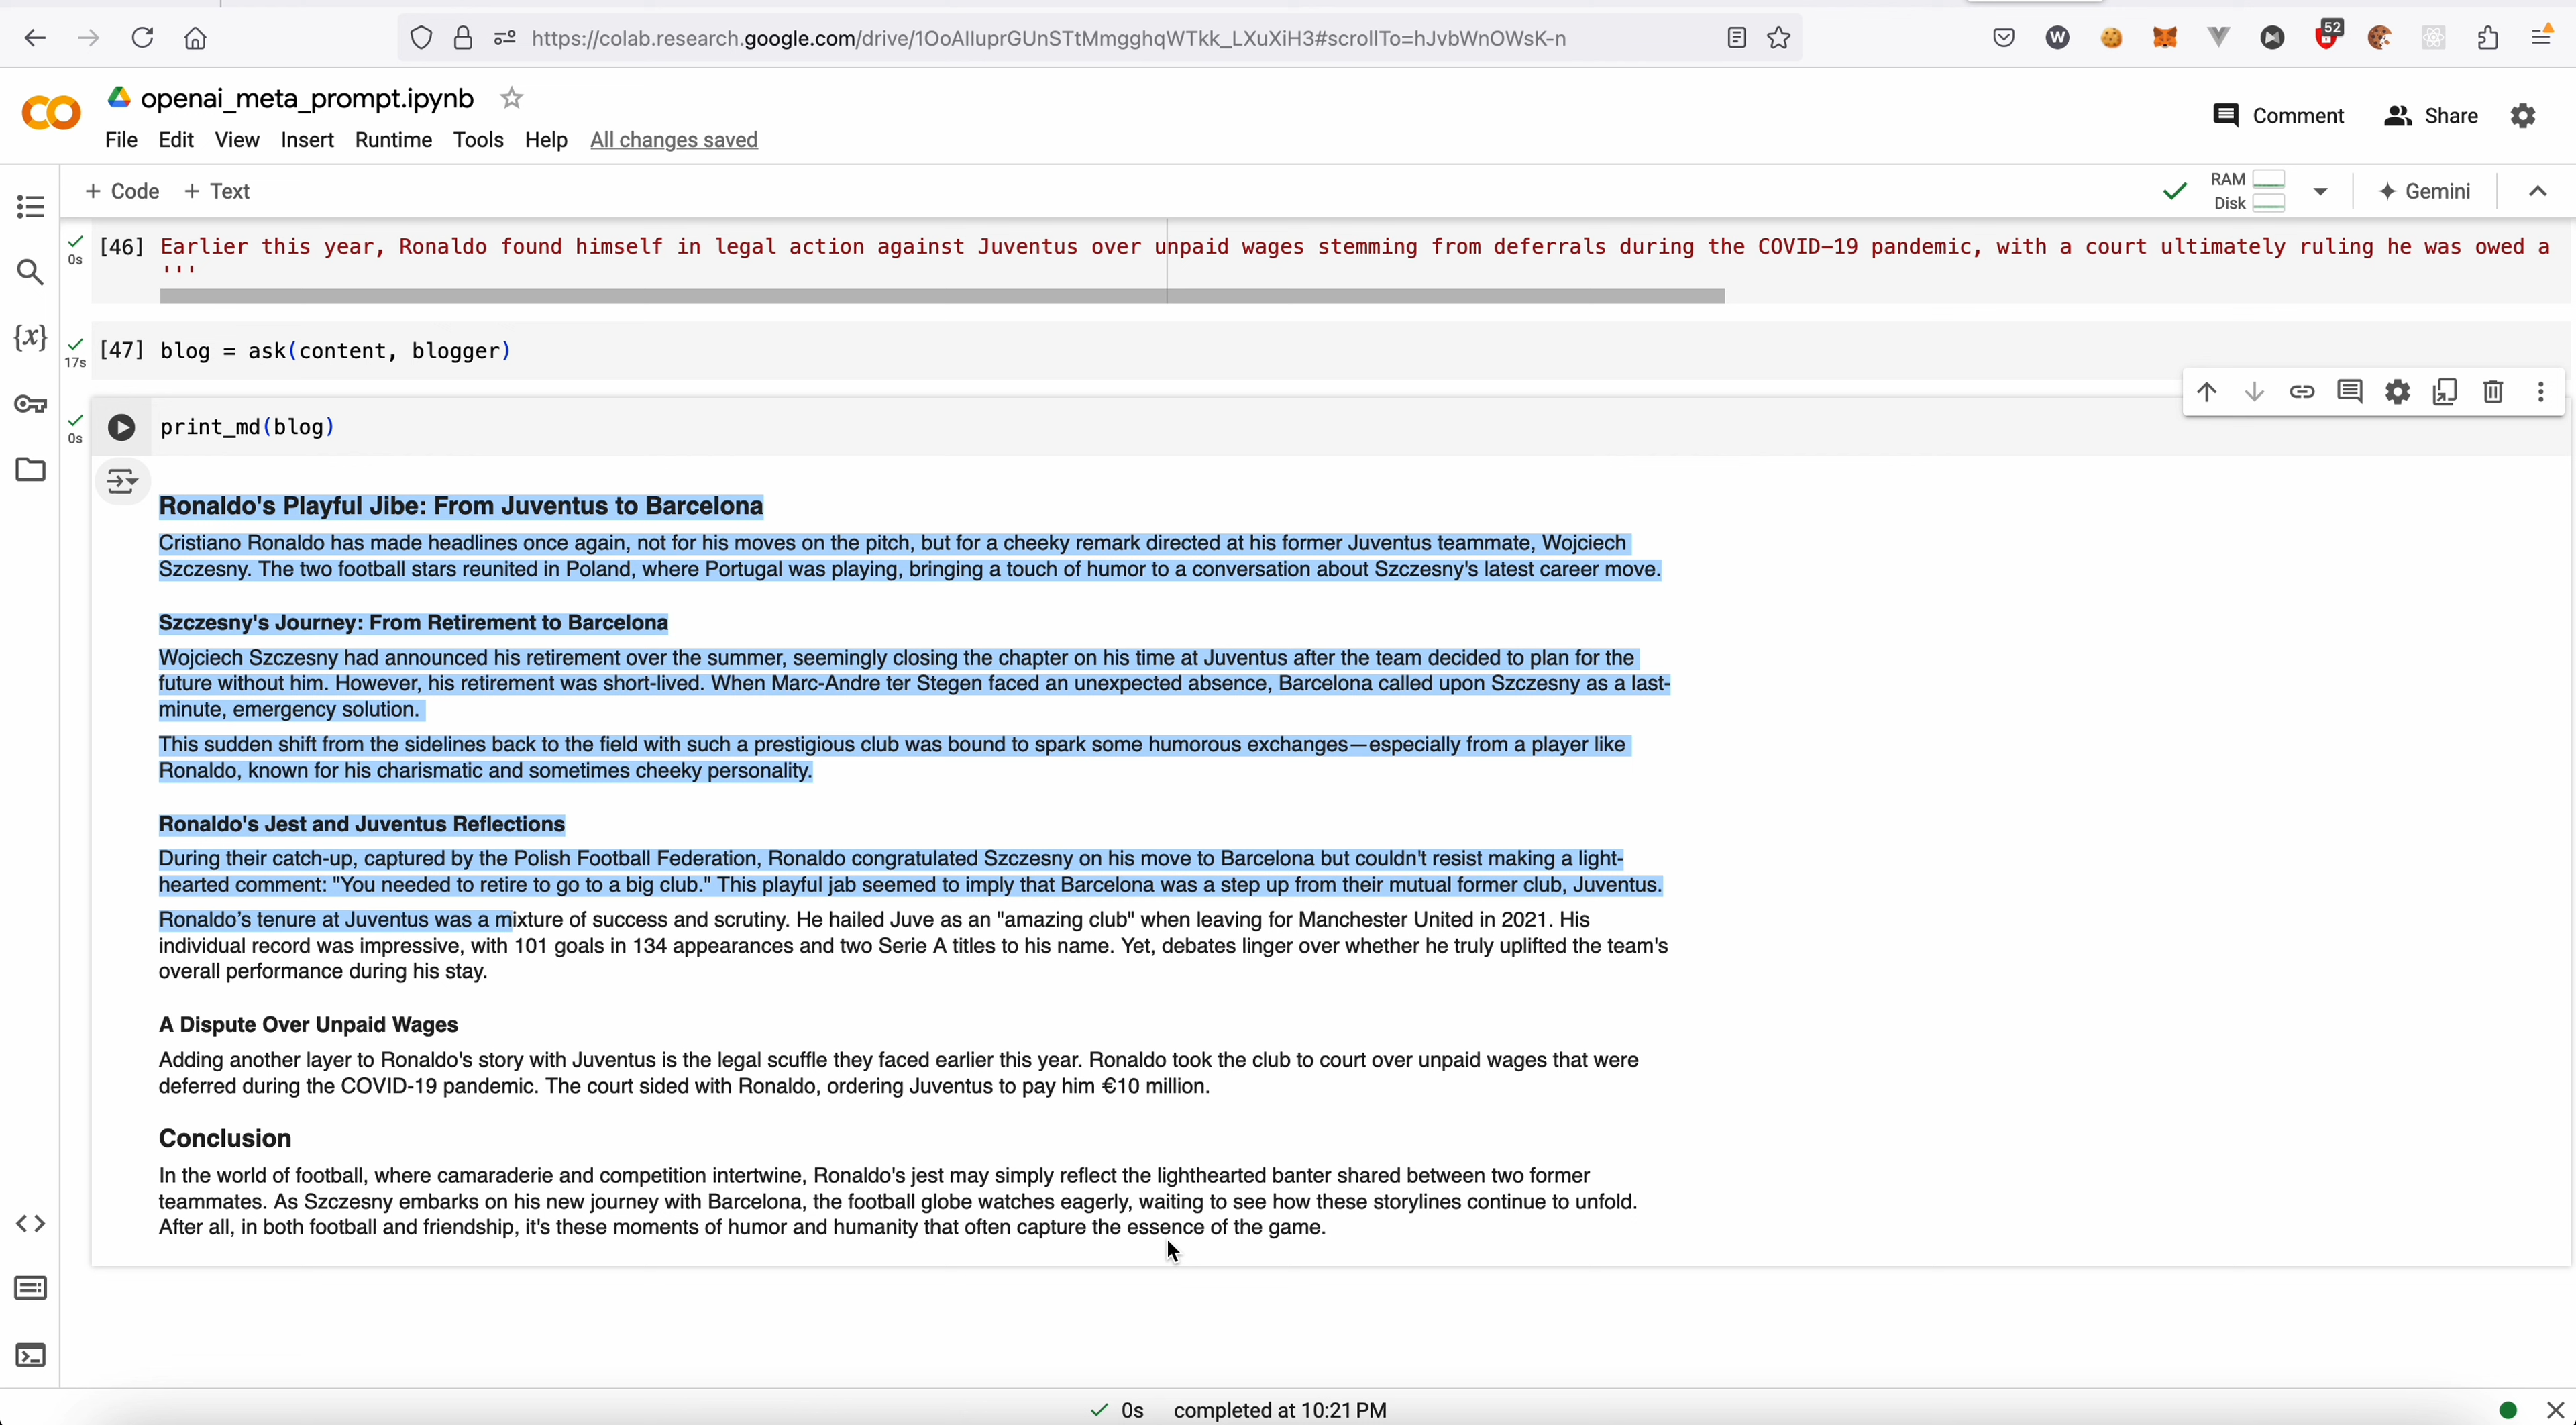 https://colab.research.google.com/drive/1OoAlluprGUnSTtMmgghqWTkk_LXuXiH3#scrollTo=hJvbWnOWsK-n
W
52
CO
openai_meta_prompt.ipynb
Comment
Share
File Edit View Insert Runtime Tools Help All changes saved
+ Code + Text
RAM
Disk
Gemini
[46] Earlier this year, Ronaldo found himself in legal action against Juventus over unpaid wages stemming from deferrals during the COVID-19 pandemic, with a court ultimately ruling he was owed a
0s
'''
{x}
[47] blog = ask(content, blogger)
17s
print_md(blog)
0s
Ronaldo's Playful Jibe: From Juventus to Barcelona
Cristiano Ronaldo has made headlines once again, not for his moves on the pitch, but for a cheeky remark directed at his former Juventus teammate, Wojciech
Szczesny. The two football stars reunited in Poland, where Portugal was playing, bringing a touch of humor to a conversation about Szczesny's latest career move.
Szczesny's Journey: From Retirement to Barcelona
Wojciech Szczesny had announced his retirement over the summer, seemingly closing the chapter on his time at Juventus after the team decided to plan for the
future without him. However, his retirement was short-lived. When Marc-Andre ter Stegen faced an unexpected absence, Barcelona called upon Szczesny as a last-
minute, emergency solution.
This sudden shift from the sidelines back to the field with such a prestigious club was bound to spark some humorous exchanges—especially from a player like
Ronaldo, known for his charismatic and sometimes cheeky personality.
Ronaldo's Jest and Juventus Reflections
During their catch-up, captured by the Polish Football Federation, Ronaldo congratulated Szczesny on his move to Barcelona but couldn't resist making a light-
hearted comment: "You needed to retire to go to a big club." This playful jab seemed to imply that Barcelona was a step up from their mutual former club, Juventus.
Ronaldo’s tenure at Juventus was a mixture of success and scrutiny. He hailed Juve as an "amazing club" when leaving for Manchester United in 2021. His
individual record was impressive, with 101 goals in 134 appearances and two Serie A titles to his name. Yet, debates linger over whether he truly uplifted the team's
overall performance during his stay.
A Dispute Over Unpaid Wages
Adding another layer to Ronaldo's story with Juventus is the legal scuffle they faced earlier this year. Ronaldo took the club to court over unpaid wages that were
deferred during the COVID-19 pandemic. The court sided with Ronaldo, ordering Juventus to pay him €10 million.
Conclusion
In the world of football, where camaraderie and competition intertwine, Ronaldo's jest may simply reflect the lighthearted banter shared between two former
teammates. As Szczesny embarks on his new journey with Barcelona, the football globe watches eagerly, waiting to see how these storylines continue to unfold.
After all, in both football and friendship, it's these moments of humor and humanity that often capture the essence of the game.
0s completed at 10:21 PM